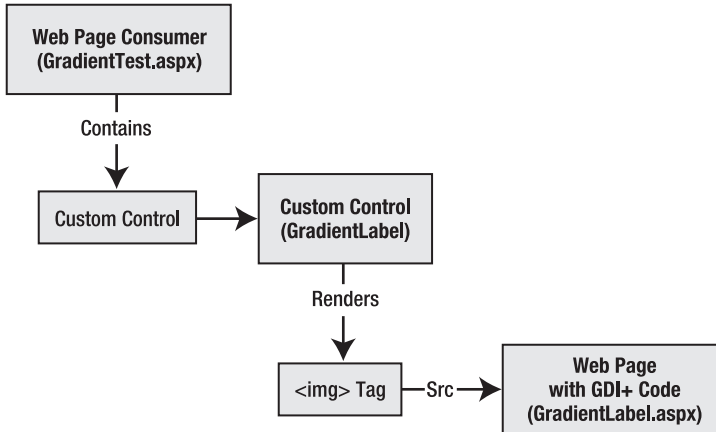 Web Page Consumer
(GradientTest.aspx)
Contains
Custom Control
Custom Control
(GradientLabel)
Renders
<img> Tag
Src
Web Page
with GDI+ Code
(GradientLabel.aspx)